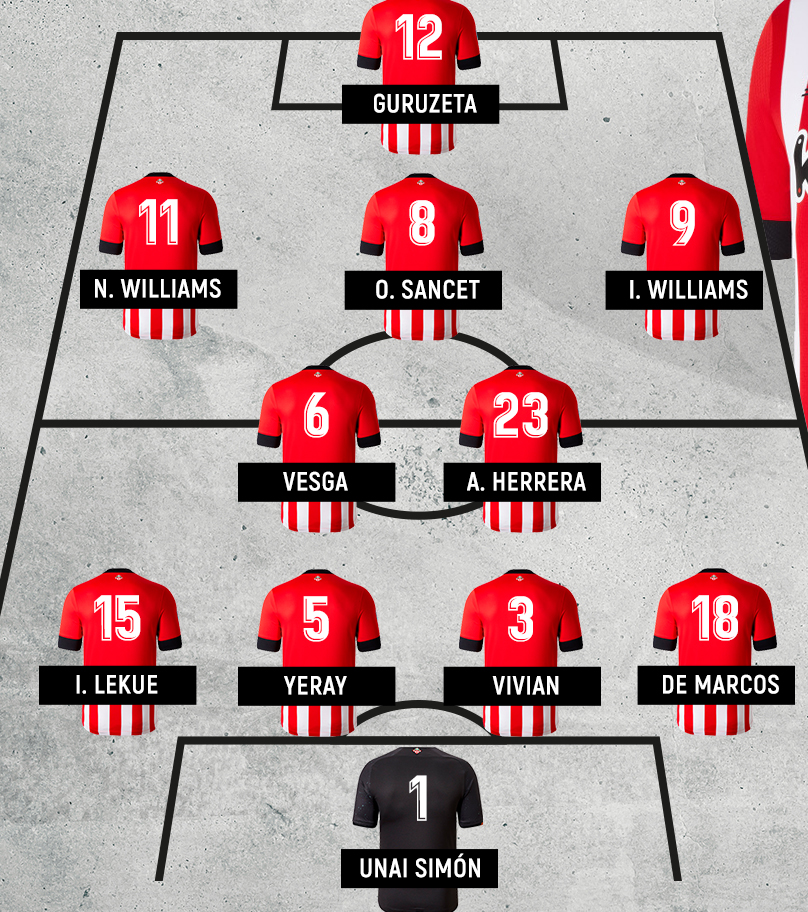 12
GURUZETA
11
8
9
N. WILLIAMS
O. SANCET
I. WILLIAMS
6
23
VESGA
A. HERRERA
15
5
3
18
I. LEKUE
YERAY
VIVIAN
DE MARCOS
1
UNAI SIMÓN